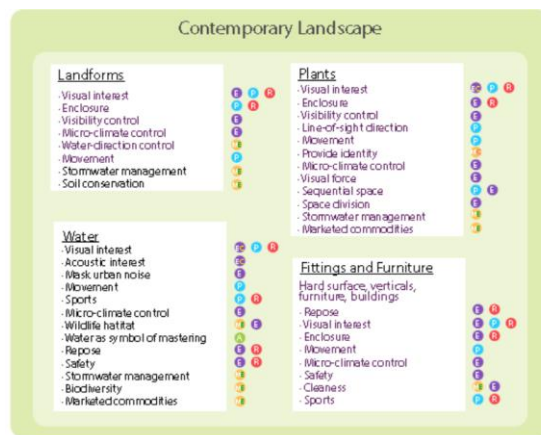 Contemporary Landscape
Landforms
· Visual interest E P R
· Enclosure P R
· Visibility control E
· Micro-climate control E
· Water-direction control
· Movement P
· Stormwater management
· Soil conservation
Water
· Visual interest P R
· Acoustic interest
· Mask urban noise E
· Movement P
· Sports P R
· Micro-climate control E
· Wildlife hatitat E
· Water as symbol of mastering A
· Repose E R
· Safety E R
· Stormwater management
· Biodiversity
· Marketed commodities
Plants
· Visual interest P R
· Enclosure E R
· Visibility control E
· Line-of-sight direction P
· Movement P
· Provide identity
· Micro-climate control E
· Visual force E
· Sequential space P E
· Space division E
· Stormwater management
· Marketed commodities
Fittings and Furniture
Hard surface, verticals,
furniture, buildings
· Repose E R
· Visual interest E P R
· Enclosure E R
· Movement P
· Micro-climate control E
· Safety E
· Cleaness E
· Sports P R